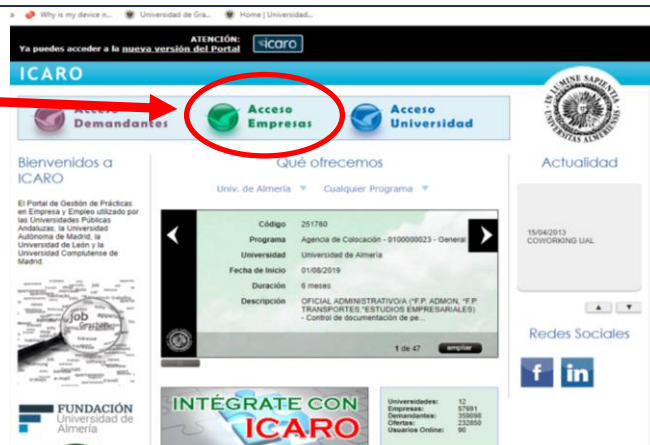 Why is my device n...
Universidad de Gra...
Home | Universidad...
ATENCIÓN:
Ya puedes acceder a la nueva versión del Portal
icaro
ICARO
Acceso
Demandantes
Acceso
Empresas
Acceso
Universidad
Bienvenidos a
ICARO
El Portal de Gestión de Prácticas
en Empresa y Empleo utilizado por
las Universidades Públicas
Andaluzas, la Universidad
Autónoma de Madrid, la
Universidad de León y la
Universidad Complutense de
Madrid.
job
Qué ofrecemos
Univ. de Almería
Cualquier Programa
Código 251760
Programa Agencia de Colocación - 0100000023 - General
Universidad Universidad de Almería
Fecha de Inicio 01/08/2019
Duración 6 meses
Descripción OFICIAL ADMINISTRATIVO/A (*F.P. ADMON, *F.P.
TRANSPORTES,*ESTUDIOS EMPRESARIALES)
- Control de documentación de pe...
1 de 47 ampliar
Actualidad
15/04/2013
COWORKING UAL
Redes Sociales
f in
FUNDACIÓN
Universidad de
Almería
INTÉGRATE CON
ICARO
Universidades: 12
Empresas: 57691
Demandantes: 359098
Ofertas: 232850
Usuarios Online: 90